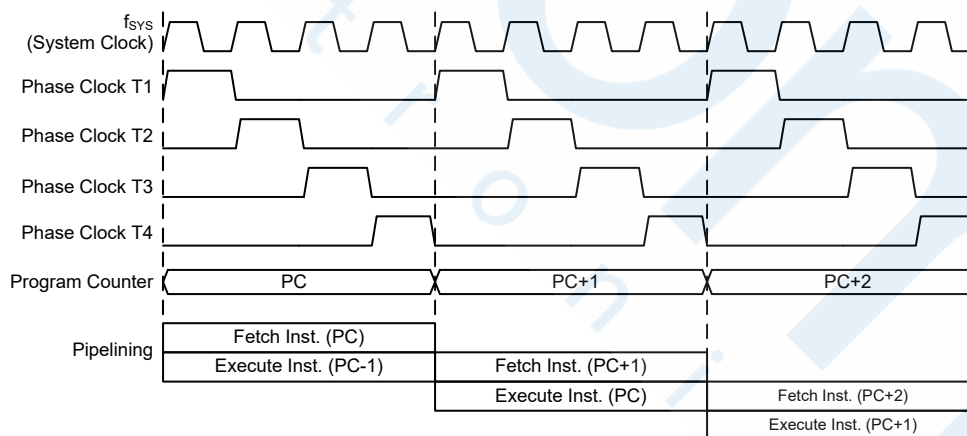 fSYS
(System Clock)
Phase Clock T1
Phase Clock T2
Phase Clock T3
Phase Clock T4
Program Counter PC PC+1 PC+2
Pipelining
Fetch Inst. (PC)
Execute Inst. (PC-1) Fetch Inst. (PC+1)
Execute Inst. (PC) Fetch Inst. (PC+2)
Execute Inst. (PC+1)